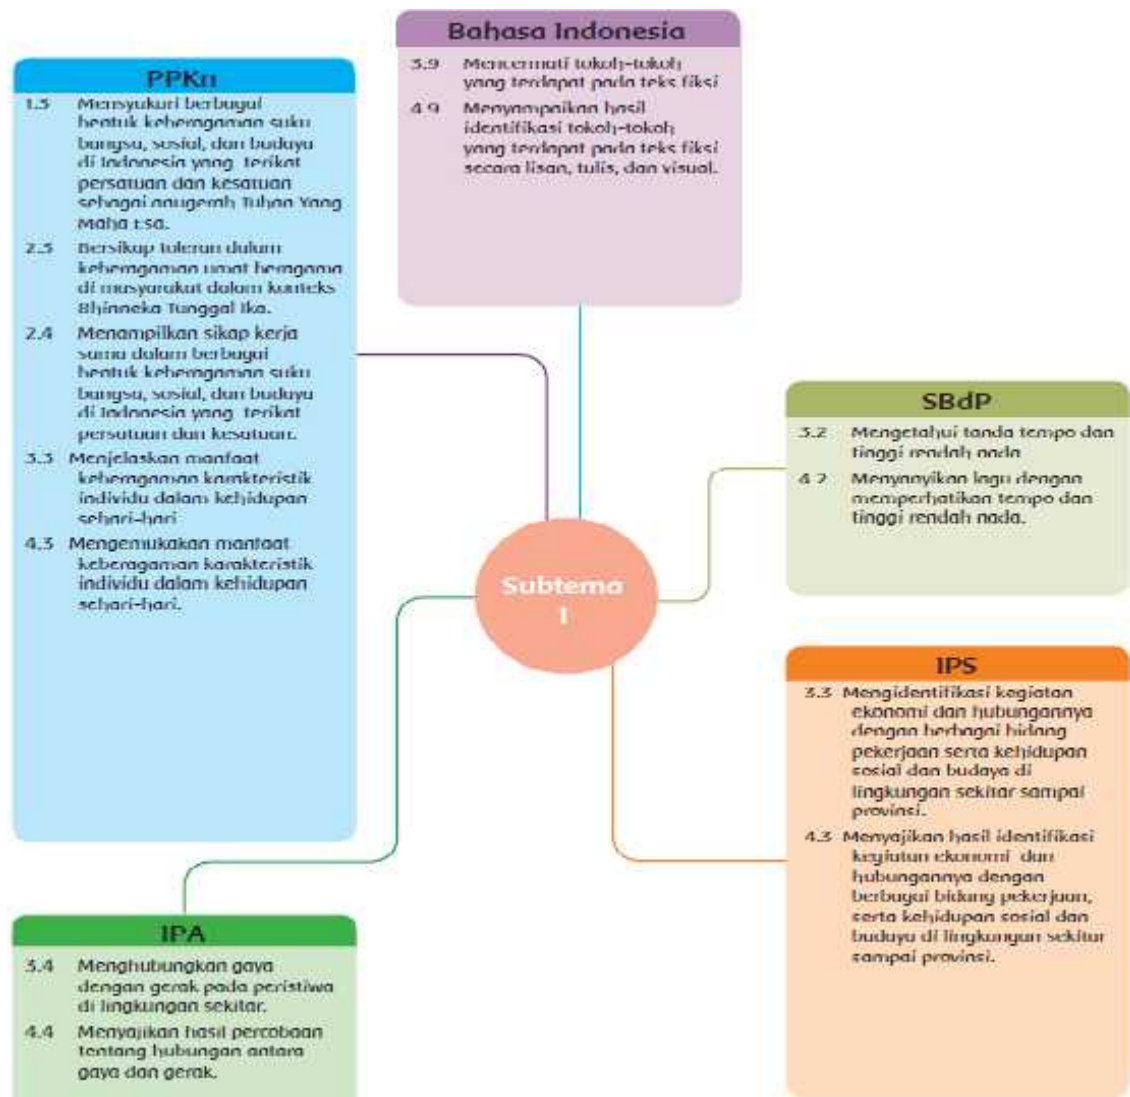 Bahasa Indonesia
3.9 Mencermati tokoh-tokoh
yang terdapat pada teks fiksi
4.9 Menyampaikan hasil
identifikasi tokoh-tokoh
yang terdapat pada teks fiksi
secara lisan, tulis, dan visual.
PPKn
1.3 Mensyukuri berbagai
bentuk keberagaman suku
bangsa, sosial, dan budaya
di Indonesia yang terikat
persatuan dan kesatuan
sebagai anugerah Tuhan Yang
Maha Esa.
2.3 Bersikap toleran dalam
keberagaman umat beragama
di masyarakat dalam konteks
Bhinneka Tunggal Ika.
2.4 Menampilkan sikap kerja
sama dalam berbagai
bentuk keberagaman suku
bangsa, sosial, dan budaya
di Indonesia yang terikat
persatuan dan kesatuan.
3.3 Menjelaskan manfaat
keberagaman karakteristik
individu dalam kehidupan
sehari-hari
4.3 Mengemukakan manfaat
keberagaman karakteristik
individu dalam kehidupan
sehari-hari.
SBdP
3.2 Mengetahui tanda tempo dan
tinggi rendah nada
4.2 Menyanyikan lagu dengan
memperhatikan tempo dan
tinggi rendah nada.
Subtema
1
IPS
3.3 Mengidentifikasi kegiatan
ekonomi dan hubungannya
dengan berbagai bidang
pekerjaan serta kehidupan
sosial dan budaya di
lingkungan sekitar sampai
provinsi.
4.3 Menyajikan hasil identifikasi
kegiatan ekonomi dan
hubungannya dengan
berbagai bidang pekerjaan,
serta kehidupan sosial dan
budaya di lingkungan sekitar
sampai provinsi.
IPA
3.4 Menghubungkan gaya
dengan gerak pada peristiwa
di lingkungan sekitar.
4.4 Menyajikan hasil percobaan
tentang hubungan antara
gaya dan gerak.